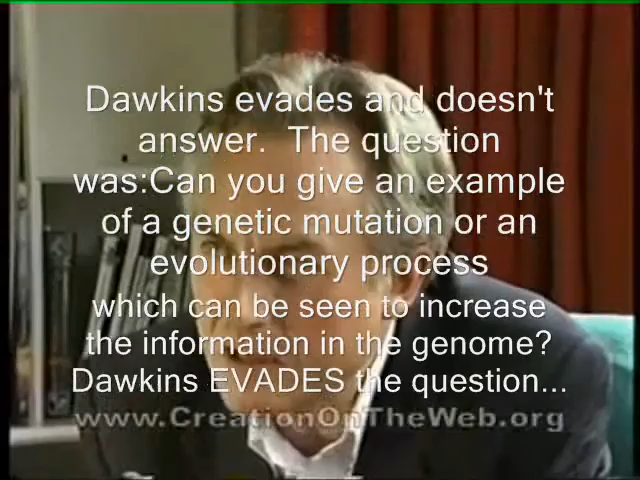 Dawkins evades and doesn't
answer.  The question
was:Can you give an example
of a genetic mutation or an
evolutionary process
which can be seen to increase
the information in the genome?
Dawkins EVADES the question...
www.CreationOnTheWeb.org